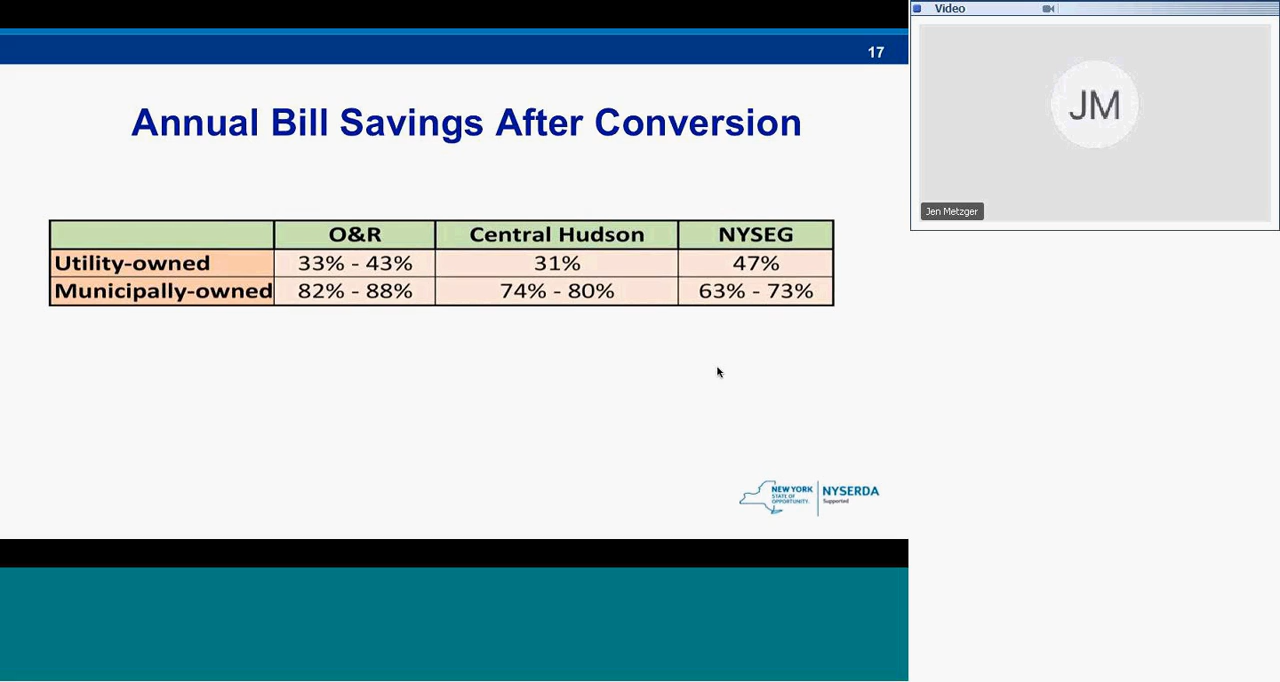 17
Annual Bill Savings After Conversion
O&R Central Hudson NYSEG
Utility-owned 33% - 43% 31% 47%
Municipally-owned 82% - 88% 74% - 80% 63% - 73%
NEW YORK
STATE OF
OPPORTUNITY.
NYSERDA
Supported
Video
JM
Jen Metzger